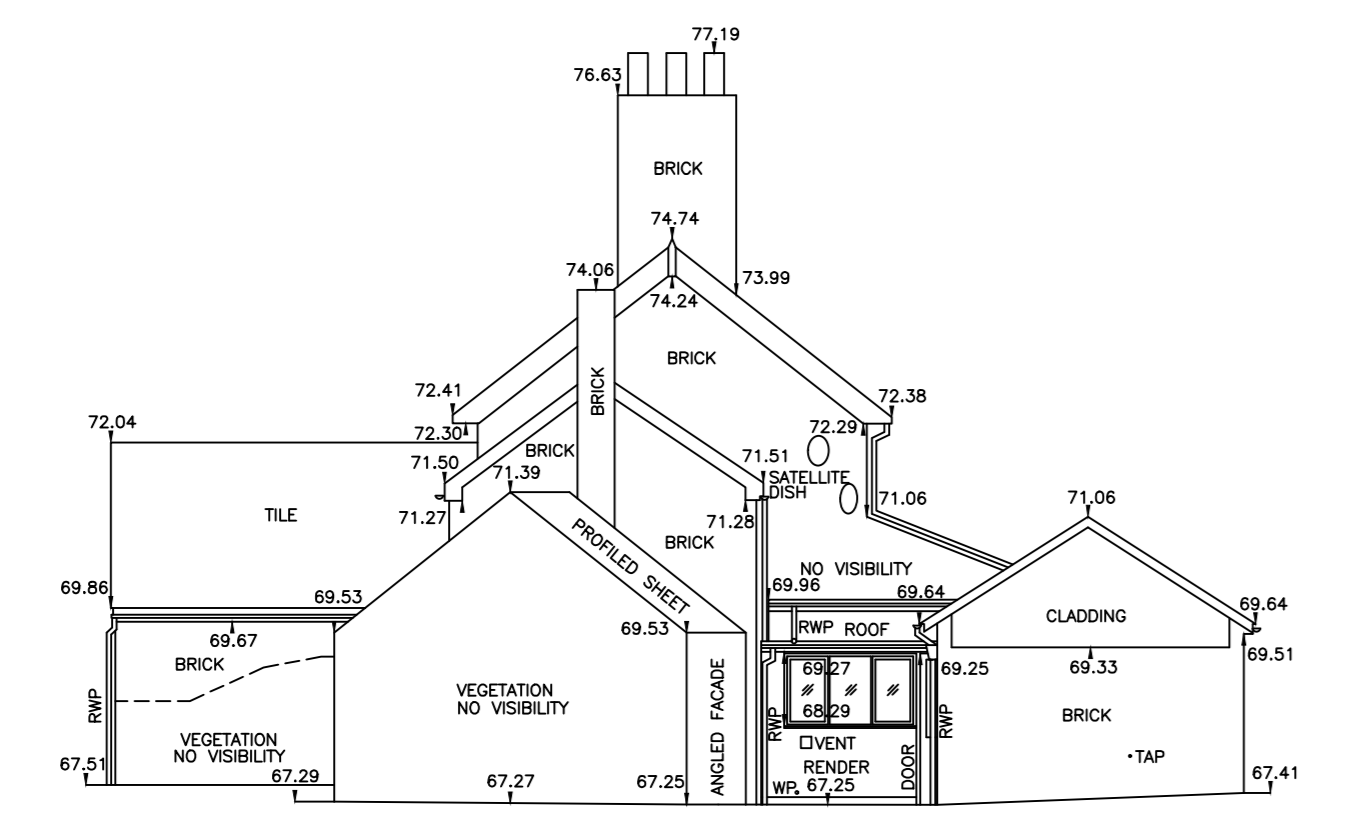 77.19
76.63
BRICK
74.74
74.06
73.99
74.24
BRICK
BRICK
72.41
72.38
72.04
72.30
72.29
BRICK
71.50
71.39
71.51
SATELLITE
DISH
71.27
71.28
71.06
71.06
TILE
PROFILED SHEET
BRICK
NO VISIBILITY
69.86
69.53
69.96
69.64
69.64
CLADDING
69.67
69.53
RWP
ROOF
BRICK
69.27
69.25
69.33
69.51
RWP
VEGETATION
NO VISIBILITY
ANGLED FACADE
68.29
RWP
RWP
BRICK
VEGETATION
NO VISIBILITY
VENT
RENDER
DOOR
TAP
67.51
67.29
67.27
67.25
WP.
67.25
67.41